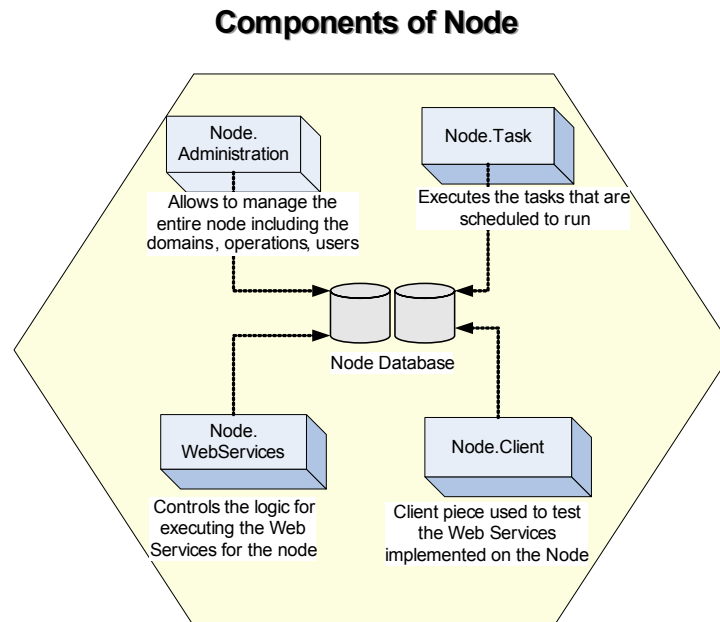 Components of Node
Node.
Administration
Allows to manage the
entire node including the
domains, operations, users
Node.Task
Executes the tasks that are
scheduled to run
Node Database
Node.
WebServices
Controls the logic for
executing the Web
Services for the node
Node.Client
Client piece used to test
the Web Services
implemented on the Node